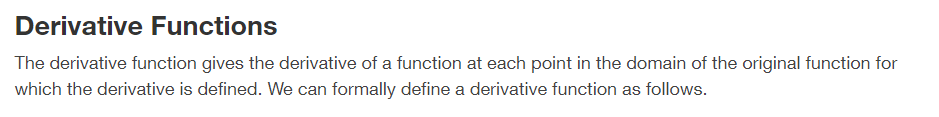 Derivative Functions
The derivative function gives the derivative of a function at each point in the domain of the original function for
which the derivative is defined. We can formally define a derivative function as follows.